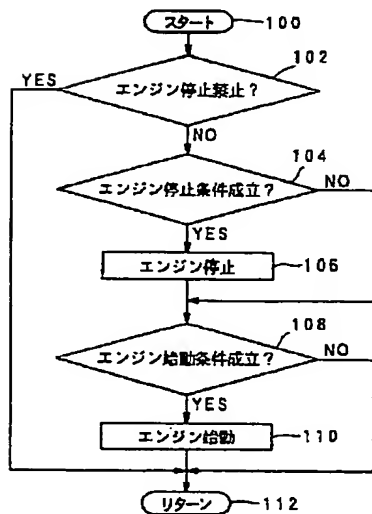 スタート
100
102
YES
エンジン停止禁止？
NO
104
エンジン停止条件成立？
NO
YES
エンジン停止
106
108
エンジン始動条件成立？
NO
YES
エンジン始動
110
リターン
112